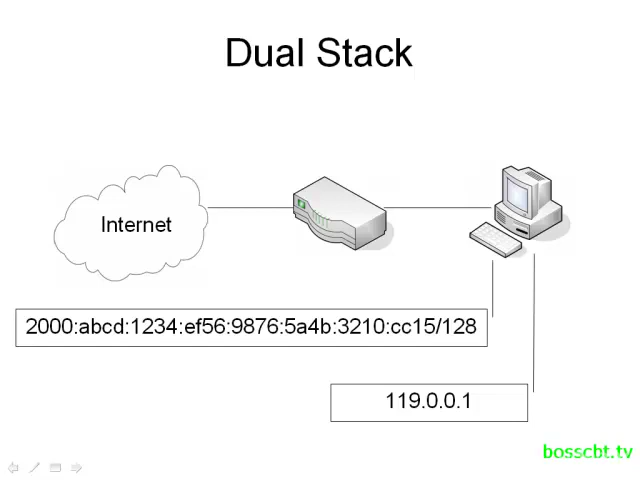 Dual Stack
Internet
2000:abcd:1234:ef56:9876:5a4b:3210:cc15/128
119.0.0.1
bosscbt.tv